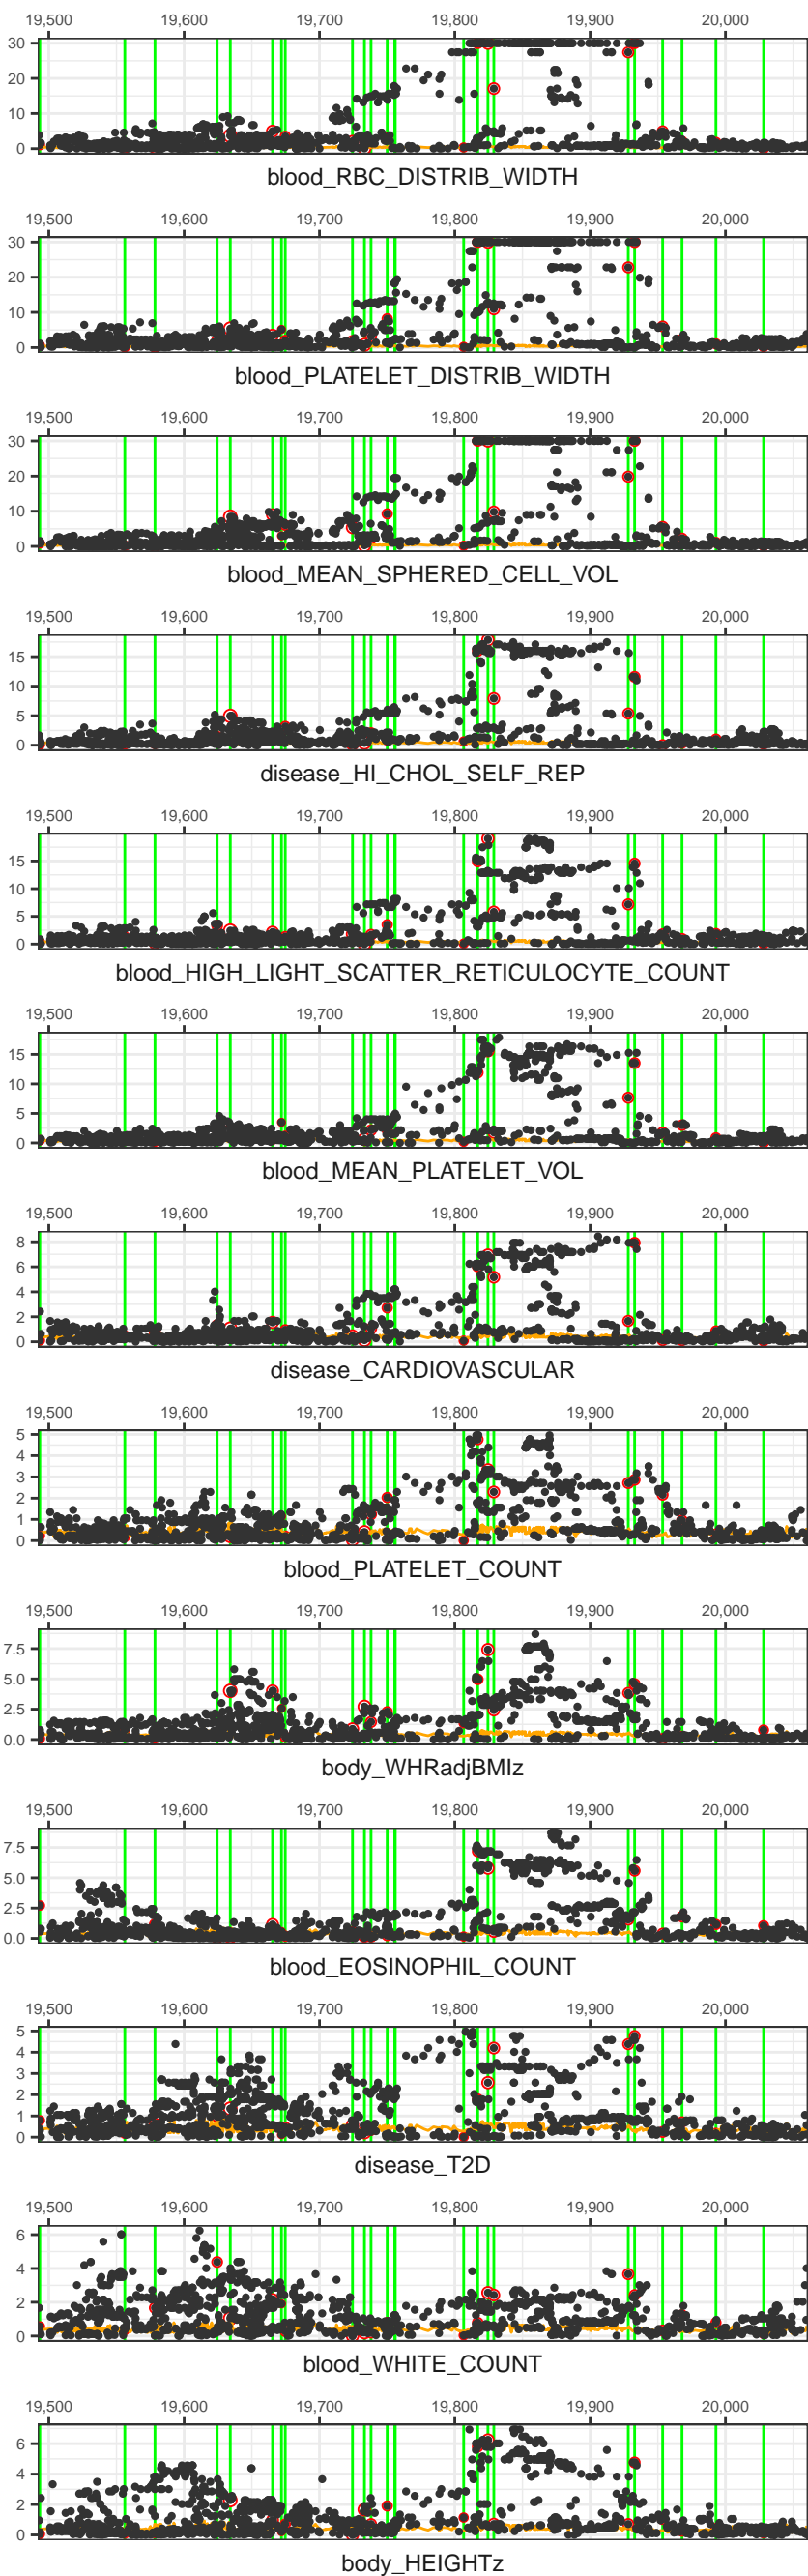 19,500 19,600 19,700 19,800 19,900 20,000
30
20
10
0
blood_RBC_DISTRIB_WIDTH
19,500 19,600 19,700 19,800 19,900 20,000
30
20
10
0
blood_PLATELET_DISTRIB_WIDTH
19,500 19,600 19,700 19,800 19,900 20,000
30
20
10
0
blood_MEAN_SPHERED_CELL_VOL
19,500 19,600 19,700 19,800 19,900 20,000
15
10
5
0
disease_HI_CHOL_SELF_REP
19,500 19,600 19,700 19,800 19,900 20,000
15
10
5
0
blood_HIGH_LIGHT_SCATTER_RETICULOCYTE_COUNT
19,500 19,600 19,700 19,800 19,900 20,000
15
10
5
0
blood_MEAN_PLATELET_VOL
19,500 19,600 19,700 19,800 19,900 20,000
8
6
4
2
0
disease_CARDIOVASCULAR
19,500 19,600 19,700 19,800 19,900 20,000
5
4
3
2
1
0
blood_PLATELET_COUNT
19,500 19,600 19,700 19,800 19,900 20,000
7.5
5.0
2.5
0.0
body_WHRadjBMIz
19,500 19,600 19,700 19,800 19,900 20,000
7.5
5.0
2.5
0.0
blood_EOSINOPHIL_COUNT
19,500 19,600 19,700 19,800 19,900 20,000
5
4
3
2
1
0
disease_T2D
19,500 19,600 19,700 19,800 19,900 20,000
6
4
2
0
blood_WHITE_COUNT
19,500 19,600 19,700 19,800 19,900 20,000
6
4
2
0
body_HEIGHTz